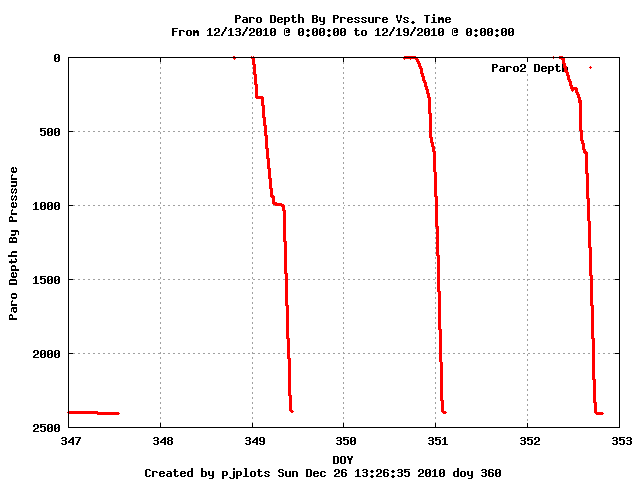 Paro Depth By Pressure Vs. Time
From 12/13/2010 @ 0:00:00 to 12/19/2010 @ 0:00:00
Paro2 Depth
0
500
1000
1500
2000
2500
Paro Depth By Pressure
347 348 349 350 351 352 353
DOY
Created by pjplots Sun Dec 26 13:26:35 2010 doy 360